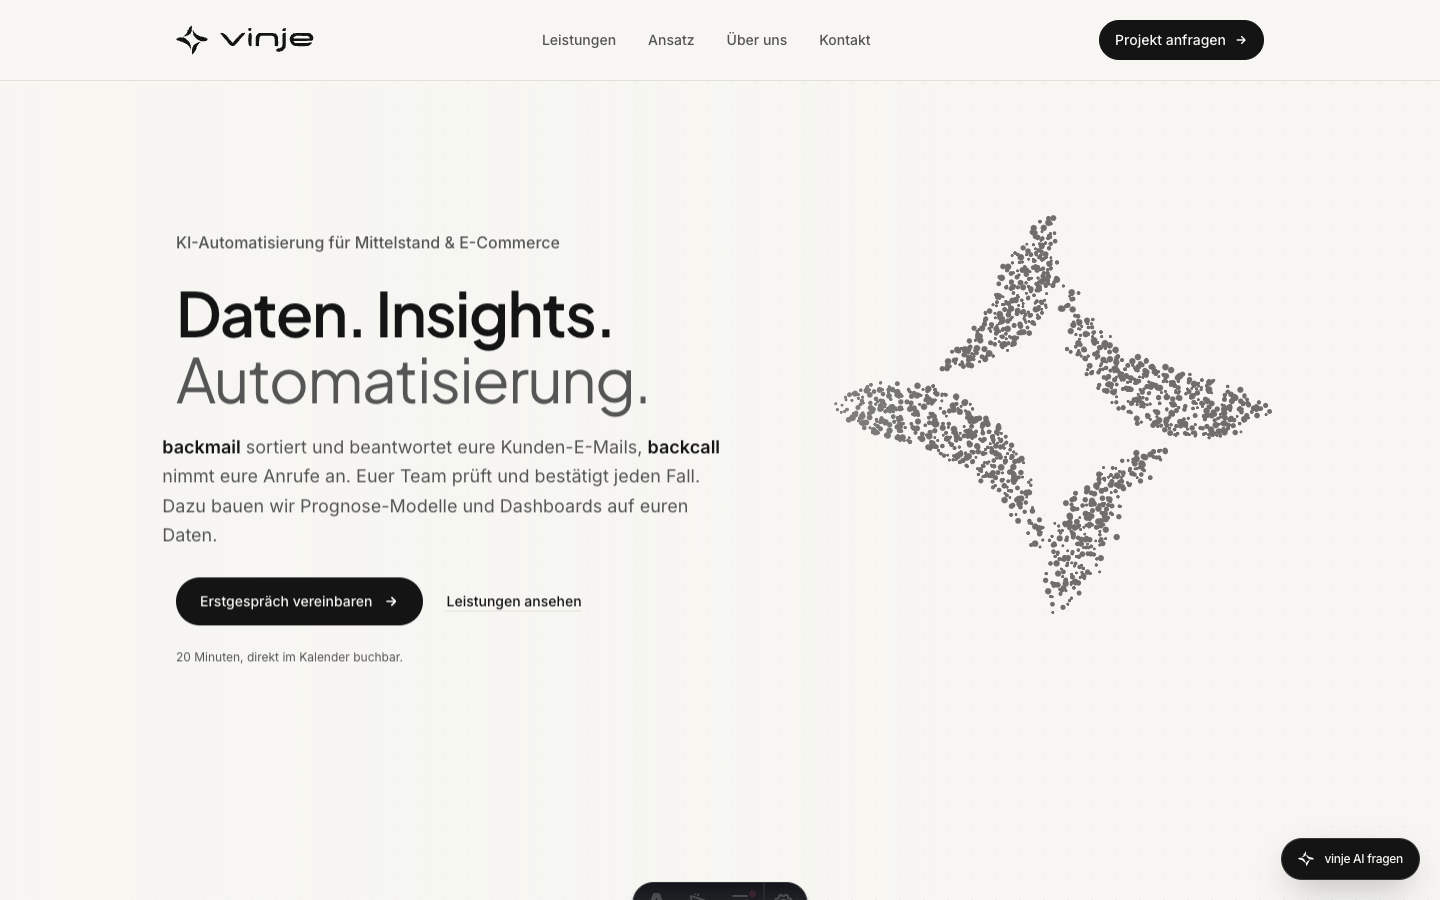 vinje
Leistungen
Ansatz
Über uns
Kontakt
Projekt anfragen
KI-Automatisierung für Mittelstand & E-Commerce
Daten. Insights.
Automatisierung.
backmail sortiert und beantwortet eure Kunden-E-Mails, backcall
nimmt eure Anrufe an. Euer Team prüft und bestätigt jeden Fall.
Dazu bauen wir Prognose-Modelle und Dashboards auf euren
Daten.
Erstgespräch vereinbaren
Leistungen ansehen
20 Minuten, direkt im Kalender buchbar.
vinje AI fragen